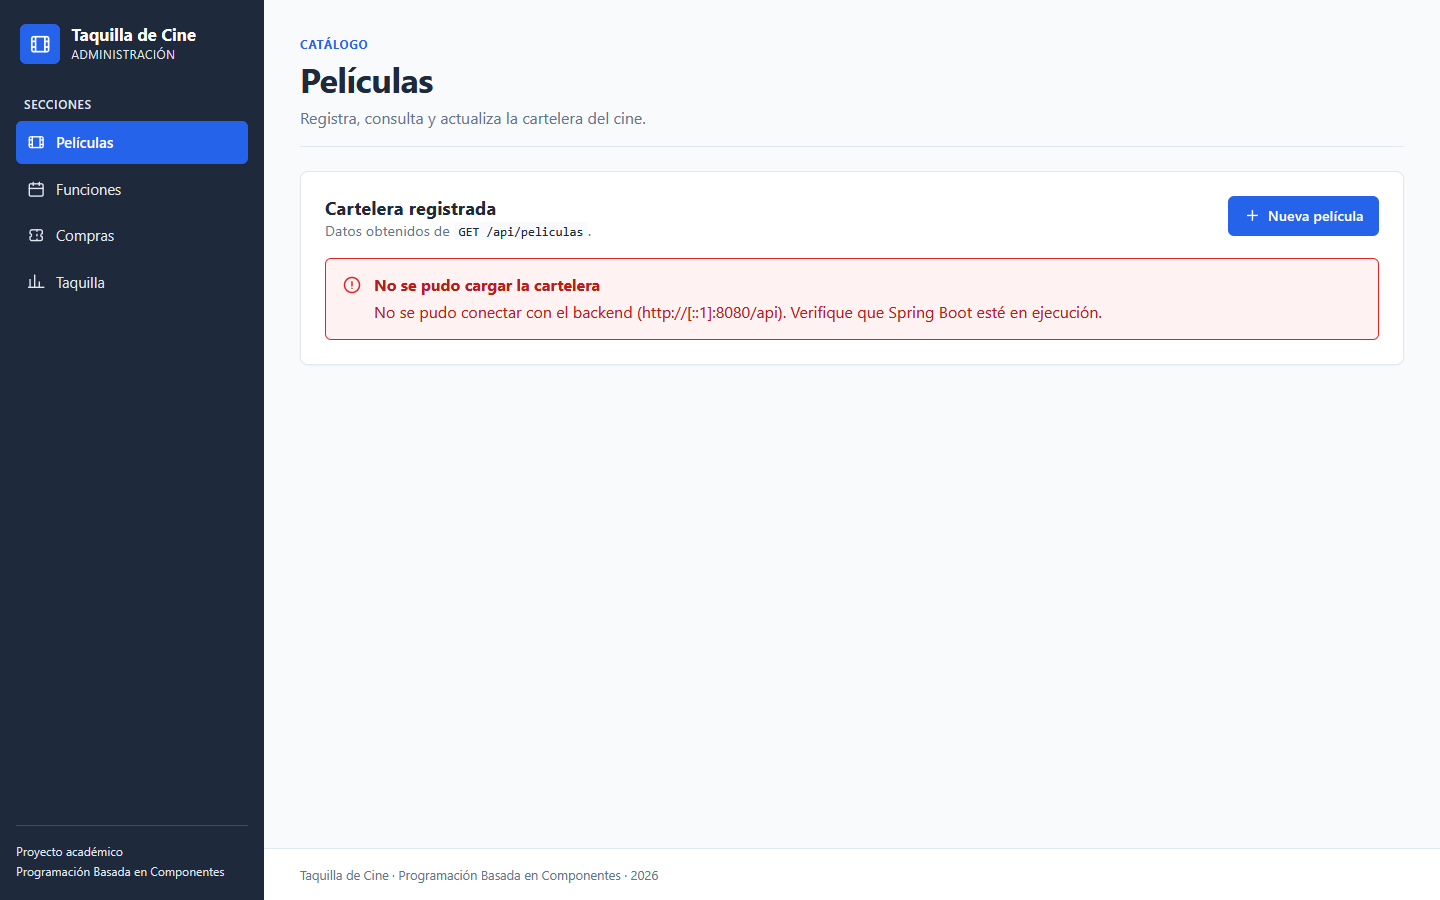 Taquilla de Cine
ADMINISTRACIÓN
SECCIONES
Películas
Funciones
Compras
Taquilla
Proyecto académico
Programación Basada en Componentes
CATÁLOGO
Películas
Registra, consulta y actualiza la cartelera del cine.
Cartelera registrada
Datos obtenidos de GET /api/peliculas .
Nueva película
No se pudo cargar la cartelera
No se pudo conectar con el backend (http://[::1]:8080/api). Verifique que Spring Boot esté en ejecución.
Taquilla de Cine · Programación Basada en Componentes · 2026